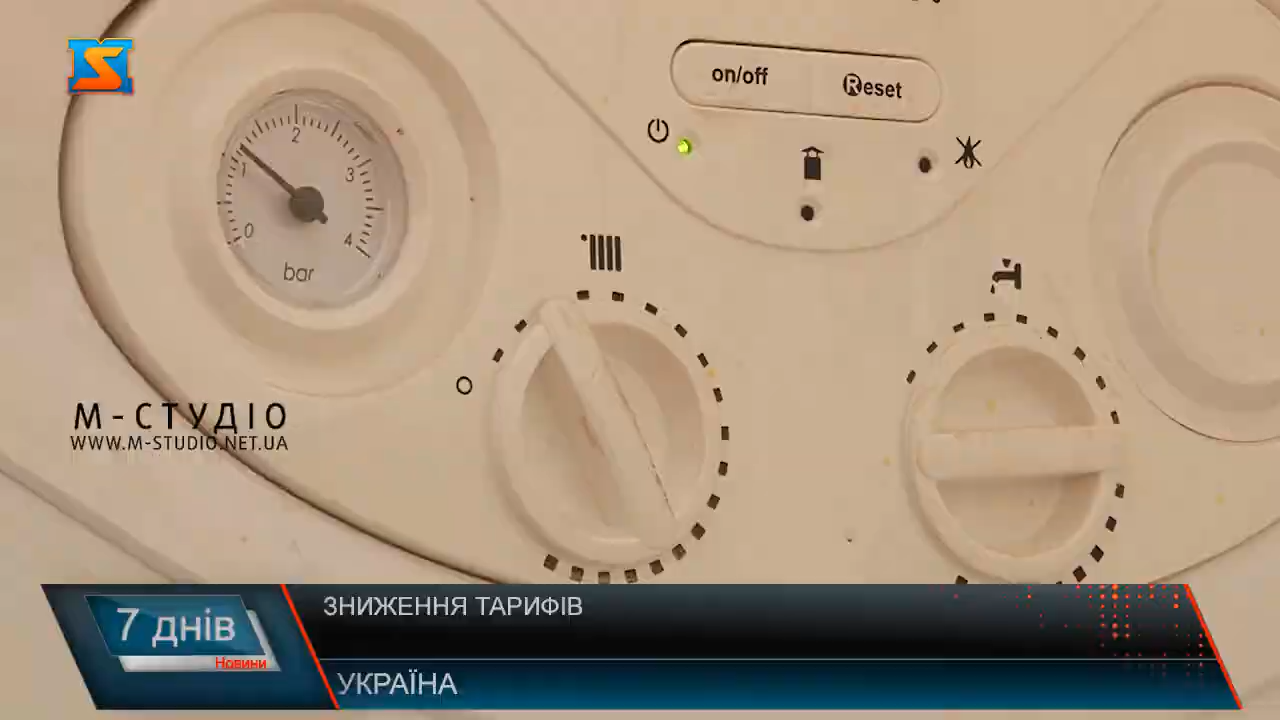 on/off Reset
2
1 3
0 4
bar
М-СТУДІО
WWW.M-STUDIO.NET.UA
ЗНИЖЕННЯ ТАРИФІВ
7 днів
Новини
УКРАЇНА